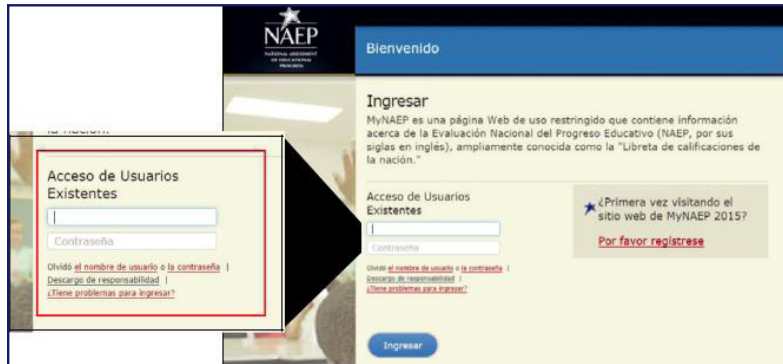 NAEP
NATIONAL ASSESSMENT
OF EDUCATIONAL
PROGRESS
Bienvenido
Ingresar
MyNAEP es una página Web de uso restringido que contiene información
acerca de la Evaluación Nacional del Progreso Educativo (NAEP, por sus
siglas en inglés), ampliamente conocida como la "Libreta de calificaciones de
la nación."
la nación.
Acceso de Usuarios
Existentes
Contraseña
Olvidó el nombre de usuario o la contraseña |
Descargo de responsabilidad |
¿Tiene problemas para ingresar?
Acceso de Usuarios
Existentes
Contraseña
Olvidó el nombre de usuario o la contraseña |
Descargo de responsabilidad |
¿Tiene problemas para ingresar?
¿Primera vez visitando el
sitio web de MyNAEP 2015?
Por favor regístrese
Ingresar